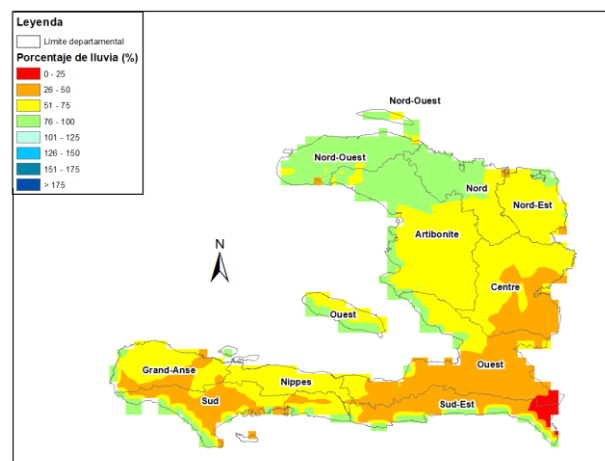 Leyenda
Límite departamental
Porcentaje de lluvia (%)
0 - 25
26 - 50
51 - 75
76 - 100
101 - 125
126 - 150
151 - 175
> 175
Nord-Ouest
Nord-Ouest
Nord
Nord-Est
Artibonite
N
Centre
Ouest
Ouest
Grand-Anse
Nippes
Sud
Sud-Est